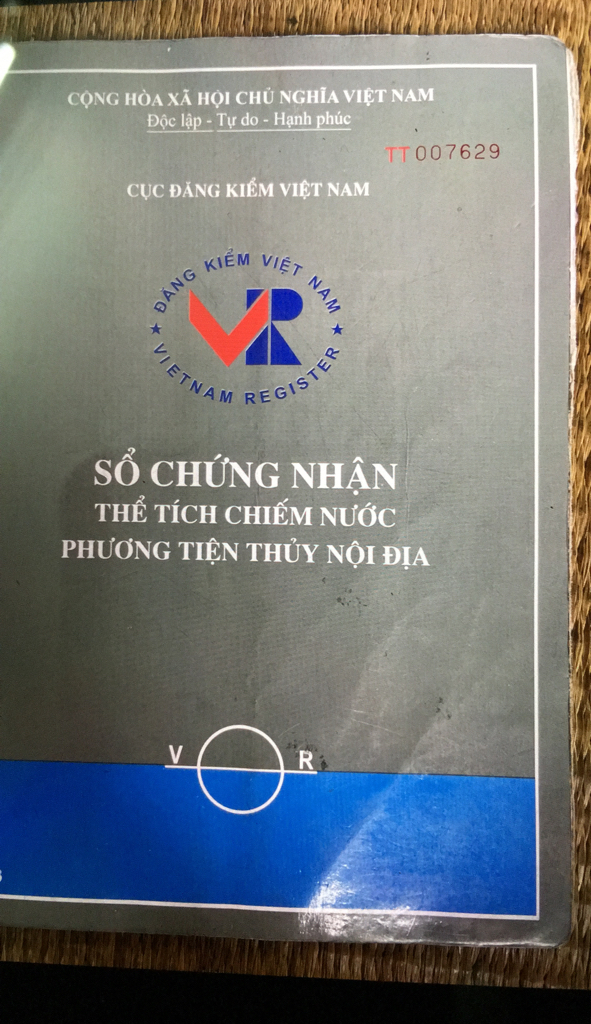 CỘNG HÒA XÃ HỘI CHỦ NGHĨA VIỆT NAM
Độc lập - Tự do - Hạnh phúc
TT 007629
CỤC ĐĂNG KIỂM VIỆT NAM
ĐĂNG KIỂM VIỆT NAM
VR
VIETNAM REGISTER
SỔ CHỨNG NHẬN
THỂ TÍCH CHIẾM NƯỚC
PHƯƠNG TIỆN THỦY NỘI ĐỊA
V R